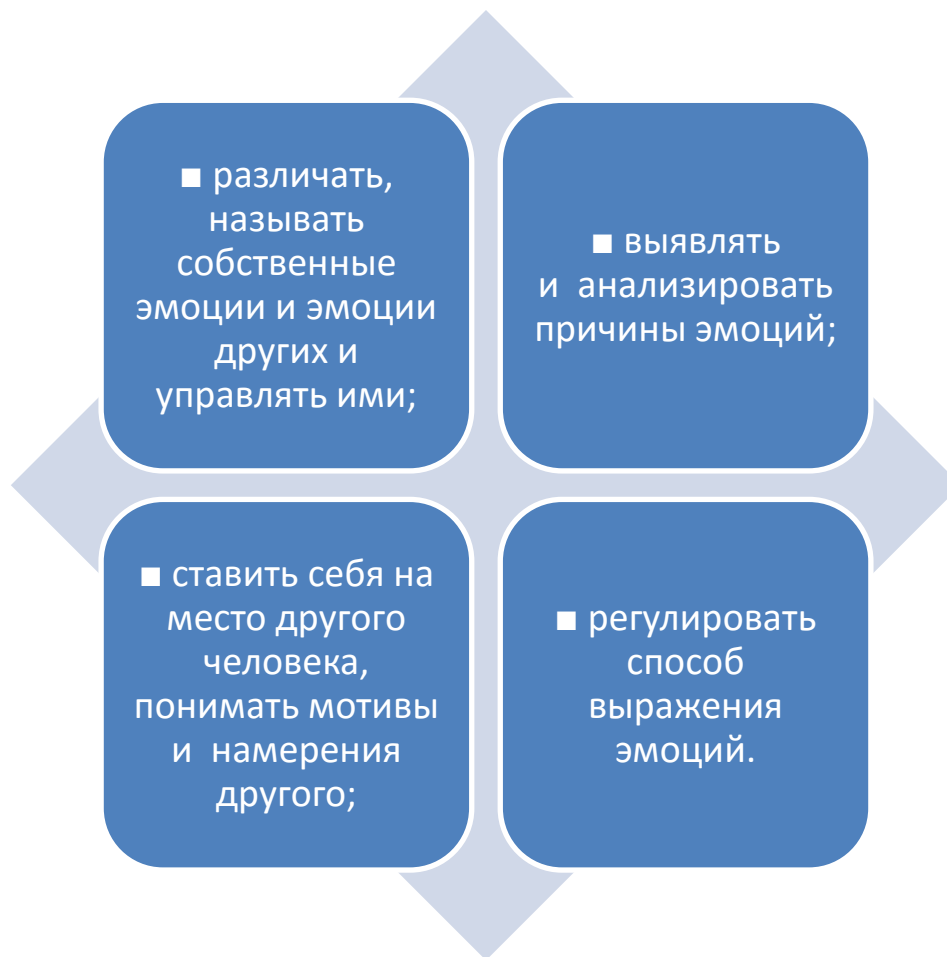 ■ различать,
называть
собственные
эмоции и эмоции
других и
управлять ими;
■ выявлять
и  анализировать
причины эмоций;
■ ставить себя на
место другого
человека,
понимать мотивы
и  намерения
другого;
■ регулировать
способ
выражения
эмоций.